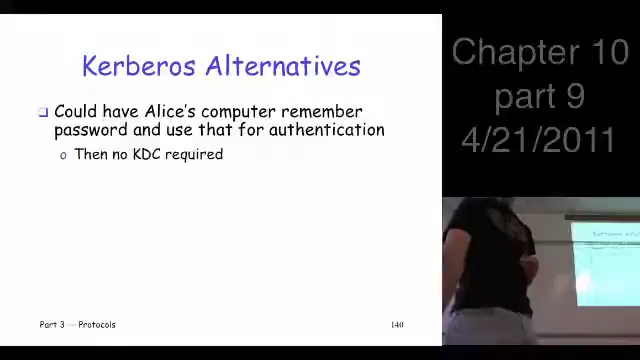 Kerberos Alternatives
Could have Alice's computer remember
password and use that for authentication
Then no KDC required
Part 3 — Protocols
140
Chapter 10
part 9
4/21/2011